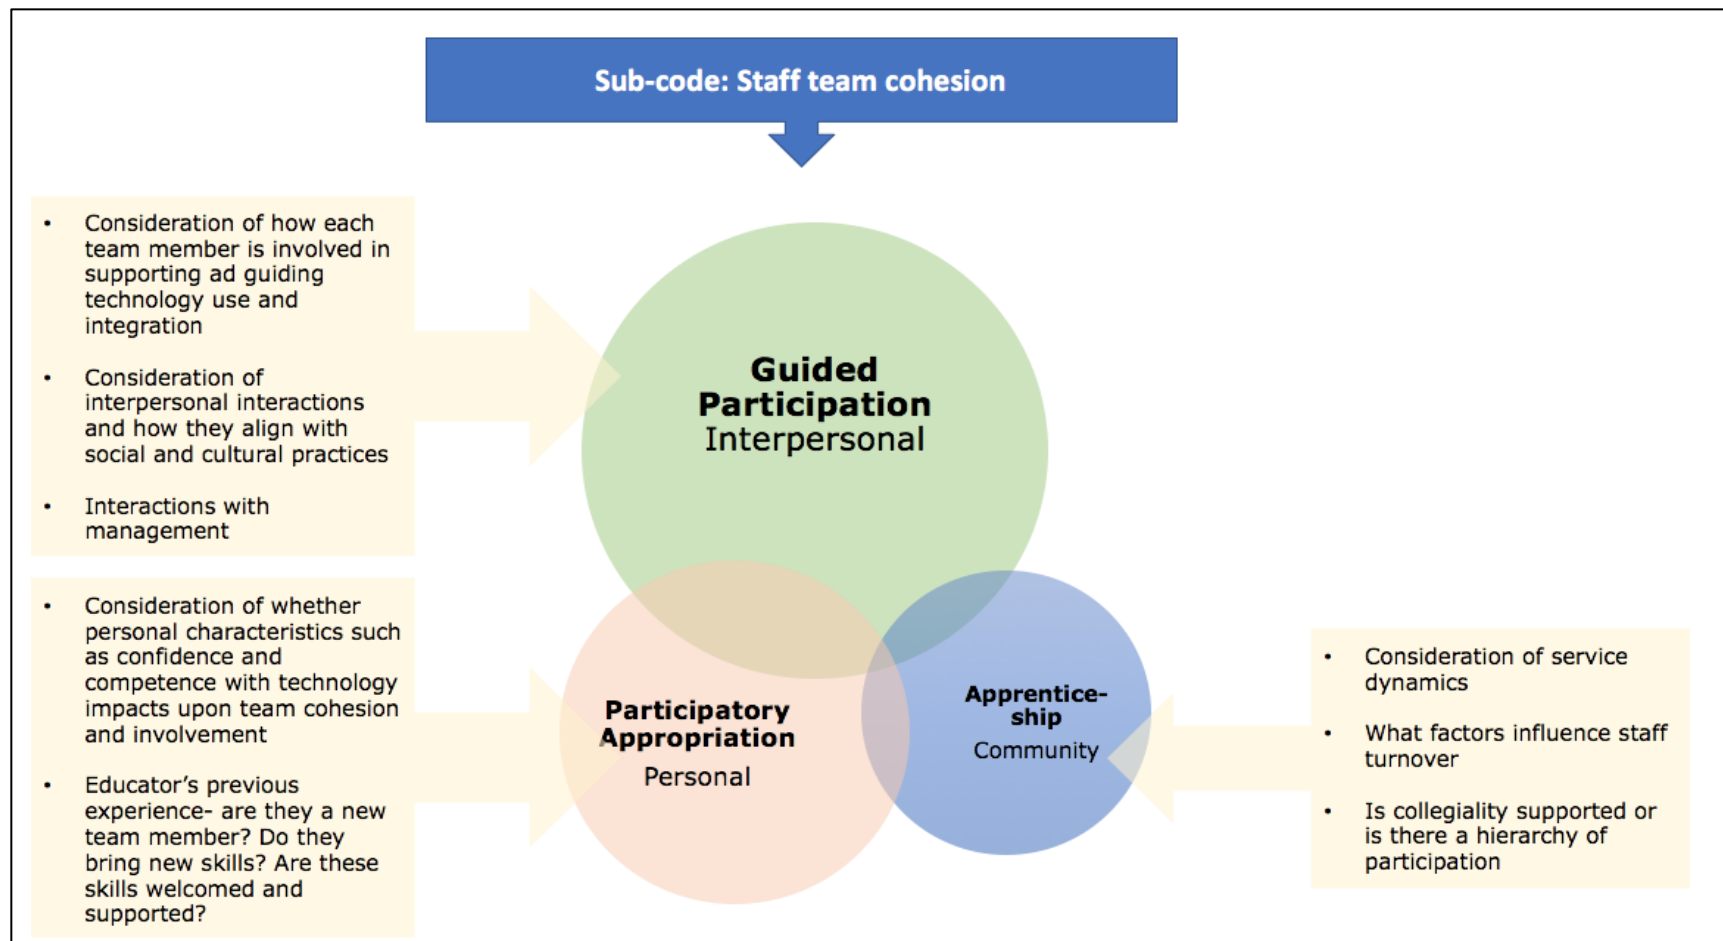 Sub-code: Staff team cohesion
• Consideration of how each
team member is involved in
supporting ad guiding
technology use and
integration
• Consideration of
interpersonal interactions
and how they align with
social and cultural practices
• Interactions with
management
Guided
Participation
Interpersonal
• Consideration of whether
personal characteristics such
as confidence and
competence with technology
impacts upon team cohesion
and involvement
• Educator’s previous
experience- are they a new
team member? Do they
bring new skills? Are these
skills welcomed and
supported?
Participatory
Appropriation
Personal
Apprentice-
ship
Community
• Consideration of service
dynamics
• What factors influence staff
turnover
• Is collegiality supported or
is there a hierarchy of
participation